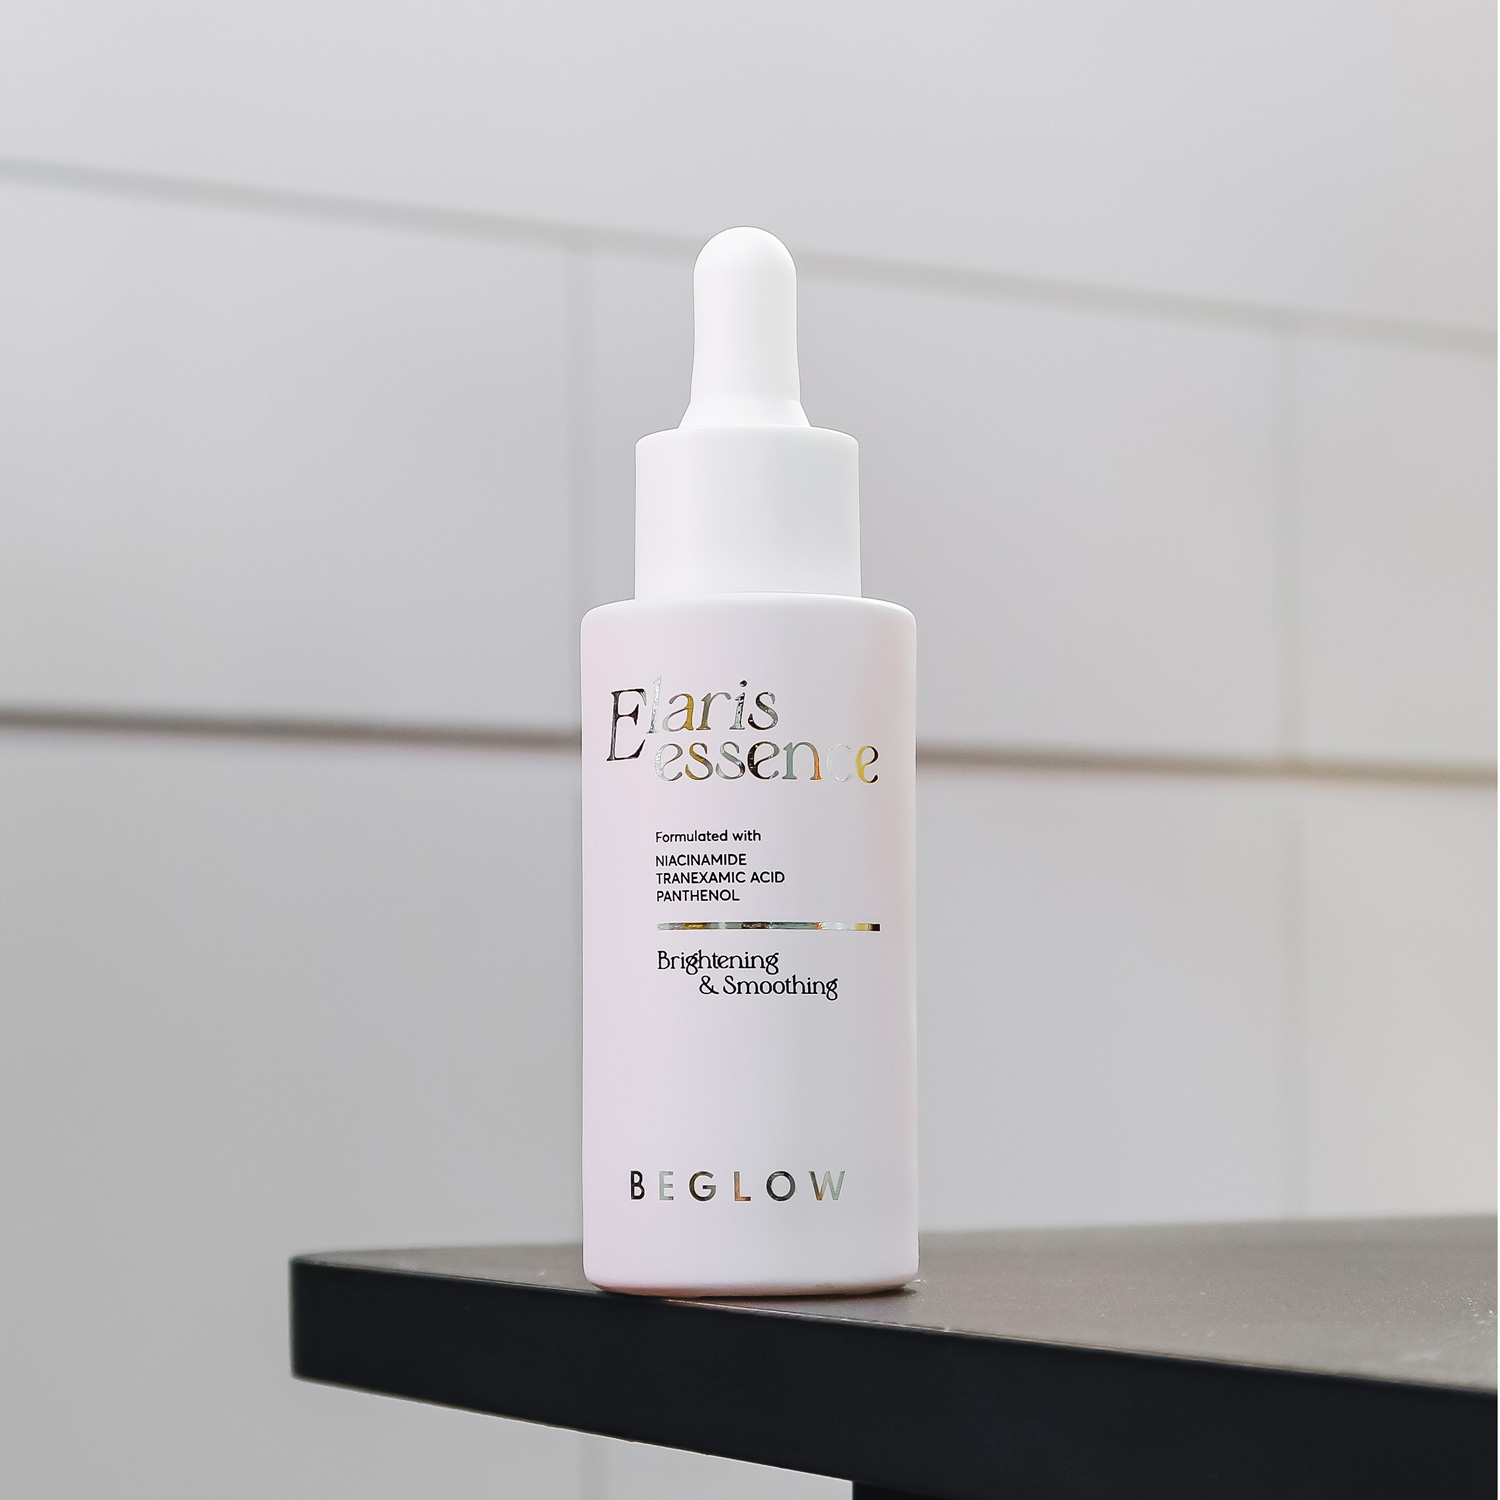 Elaris
essence
Formulated with
NIACINAMIDE
TRANEXAMIC ACID
PANTHENOL
Brightening
& Smoothing
BEGLOW